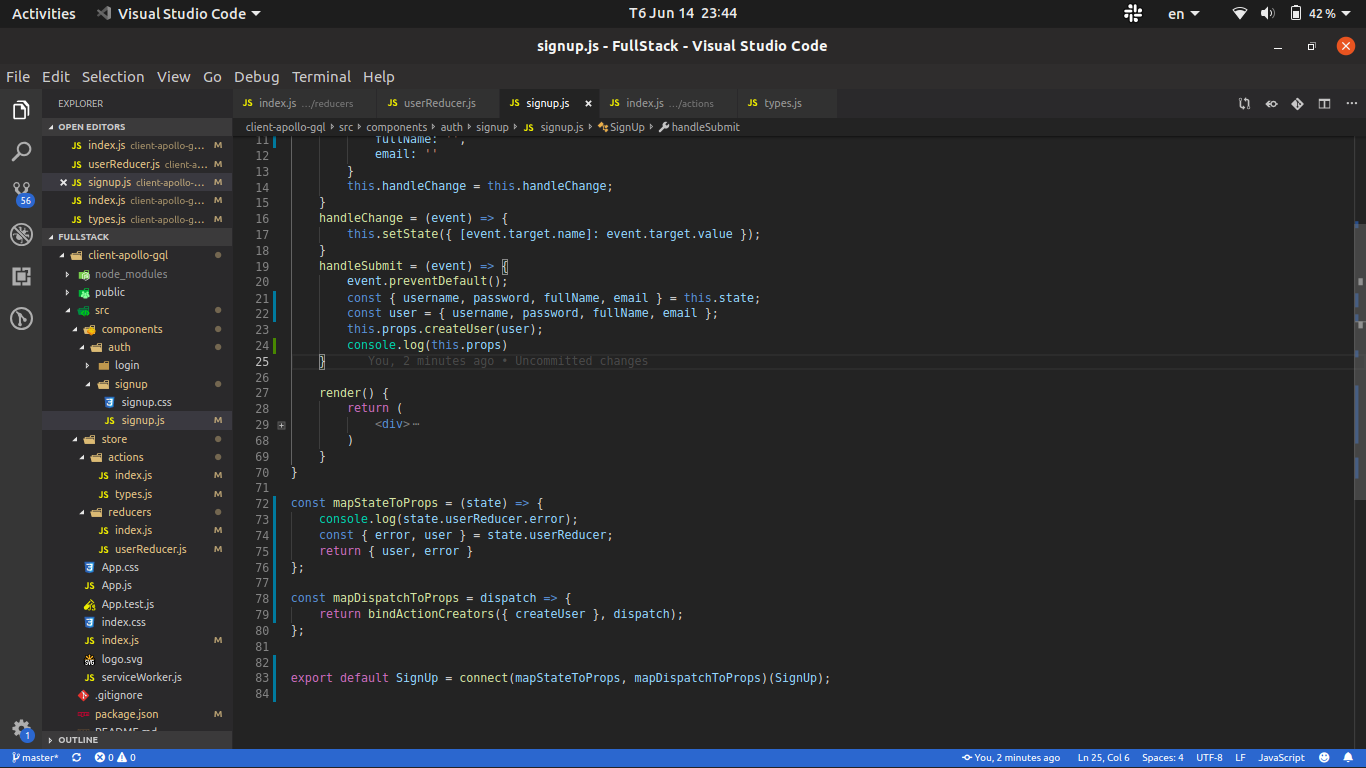 Activities
Visual Studio Code
T6 Jun 14 23:44
en
42 %
signup.js - FullStack - Visual Studio Code
File Edit Selection View Go Debug Terminal Help
EXPLORER
JS index.js .../reducers
JS userReducer.js
JS signup.js
JS index.js .../actions
JS types.js
OPEN EDITORS
client-apollo-gql src components auth signup JS signup.js SignUp handleSubmit
JS index.js client-apollo-g... M
JS userReducer.js client-a... M
JS signup.js client-apollo-... M
JS index.js client-apollo-g... M
JS types.js client-apollo-g... M
FULLSTACK
client-apollo-gql
node_modules
public
src
components
auth
login
signup
signup.css
JS signup.js M
store
actions
JS index.js M
JS types.js M
reducers
JS index.js M
JS userReducer.js M
App.css
JS App.js
App.test.js
index.css
JS index.js M
logo.svg
JS serviceWorker.js
.gitignore
package.json M
README.md
OUTLINE
56
1
11 fullName: '',
12 email: ''
13 }
14 this.handleChange = this.handleChange;
15 }
16 handleChange = (event) => {
17 this.setState({ [event.target.name]: event.target.value });
18 }
19 handleSubmit = (event) => {
20 event.preventDefault();
21 const { username, password, fullName, email } = this.state;
22 const user = { username, password, fullName, email };
23 this.props.createUser(user);
24 console.log(this.props)
25 } You, 2 minutes ago • Uncommitted changes
26
27 render() {
28 return (
29 <div>⋯
68 )
69 }
70 }
71
72 const mapStateToProps = (state) => {
73 console.log(state.userReducer.error);
74 const { error, user } = state.userReducer;
75 return { user, error }
76 };
77
78 const mapDispatchToProps = dispatch => {
79 return bindActionCreators({ createUser }, dispatch);
80 };
81
82
83 export default SignUp = connect(mapStateToProps, mapDispatchToProps)(SignUp);
84
master* 0 0 You, 2 minutes ago Ln 25, Col 6 Spaces: 4 UTF-8 LF JavaScript